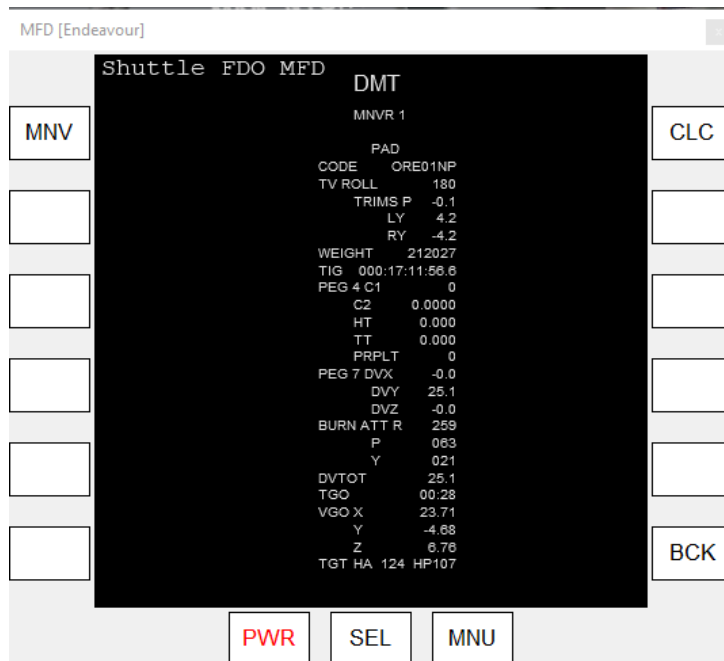 MFD [Endeavour]
x
Shuttle FDO MFD
DMT
MNVR 1
MNV
CLC
PAD
CODE ORE01NP
TV ROLL 180
TRIMS P -0.1
LY 4.2
RY -4.2
WEIGHT 212027
TIG 000:17:11:56.6
PEG 4 C1 0
C2 0.0000
HT 0.000
TT 0.000
PRPLT 0
PEG 7 DVX -0.0
DVY 25.1
DVZ -0.0
BURN ATT R 259
P 063
Y 021
DVTOT 25.1
TGO 00:28
VGO X 23.71
Y -4.68
Z 6.76
TGT HA 124 HP107
BCK
PWR SEL MNU